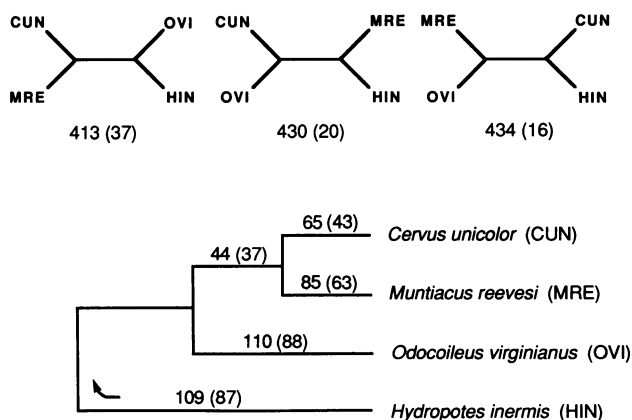 CUN OVI CUN MRE MRE CUN
MRE HIN OVI HIN OVI HIN
413 (37) 430 (20) 434 (16)
65 (43)
Cervus unicolor (CUN)
44 (37)
85 (63)
Muntiacus reevesi (MRE)
110 (88)
Odocoileus virginianus (OVI)
109 (87)
Hydropotes inermis (HIN)